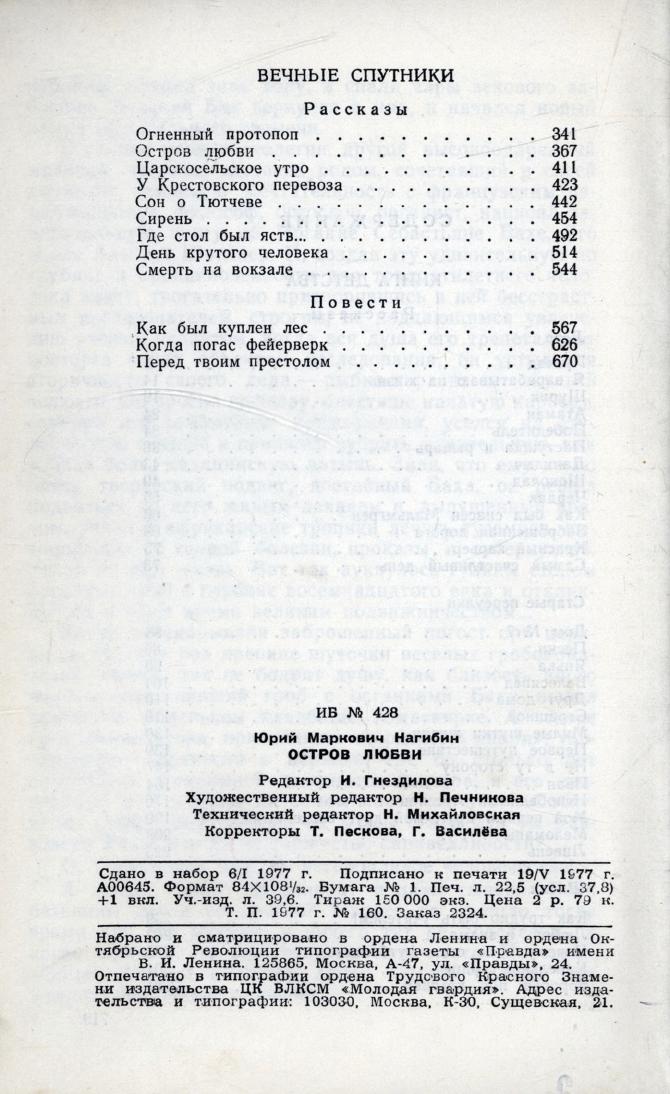 ВЕЧНЫЕ СПУТНИКИ
Рассказы
Огненный протопоп . . . . . . . . . . . 341
Остров любви . . . . . . . . . . . . . 367
Царскосельское утро . . . . . . . . . . 411
У Крестовского перевоза . . . . . . . . 423
Сон о Тютчеве . . . . . . . . . . . . 442
Сирень . . . . . . . . . . . . . . . 454
Где стол был яств... . . . . . . . . . . 492
День крутого человека . . . . . . . . . 514
Смерть на вокзале . . . . . . . . . . . 544
Повести
Как был куплен лес . . . . . . . . . . 567
Когда погас фейерверк . . . . . . . . . 626
Перед твоим престолом . . . . . . . . . 670
ИБ № 428
Юрий Маркович Нагибин
ОСТРОВ ЛЮБВИ
Редактор И. Гнездилова
Художественный редактор Н. Печникова
Технический редактор Н. Михайловская
Корректоры Т. Пескова, Г. Василёва
Сдано в набор 6/I 1977 г. Подписано к печати 19/V 1977 г.
А00645. Формат 84Х108¹/₃₂. Бумага № 1. Печ. л. 22,5 (усл. 37,8)
+1 вкл. Уч.-изд. л. 39,6. Тираж 150 000 экз. Цена 2 р. 79 к.
Т. П. 1977 г. № 160. Заказ 2324.
Набрано и сматрицировано в ордена Ленина и ордена Ок-
тябрьской Революции типографии газеты «Правда» имени
В. И. Ленина. 125865, Москва, А-47, ул. «Правды», 24.
Отпечатано в типографии ордена Трудового Красного Знаме-
ни издательства ЦК ВЛКСМ «Молодая гвардия». Адрес изда-
тельства и типографии: 103030, Москва, К-30, Сущевская, 21.